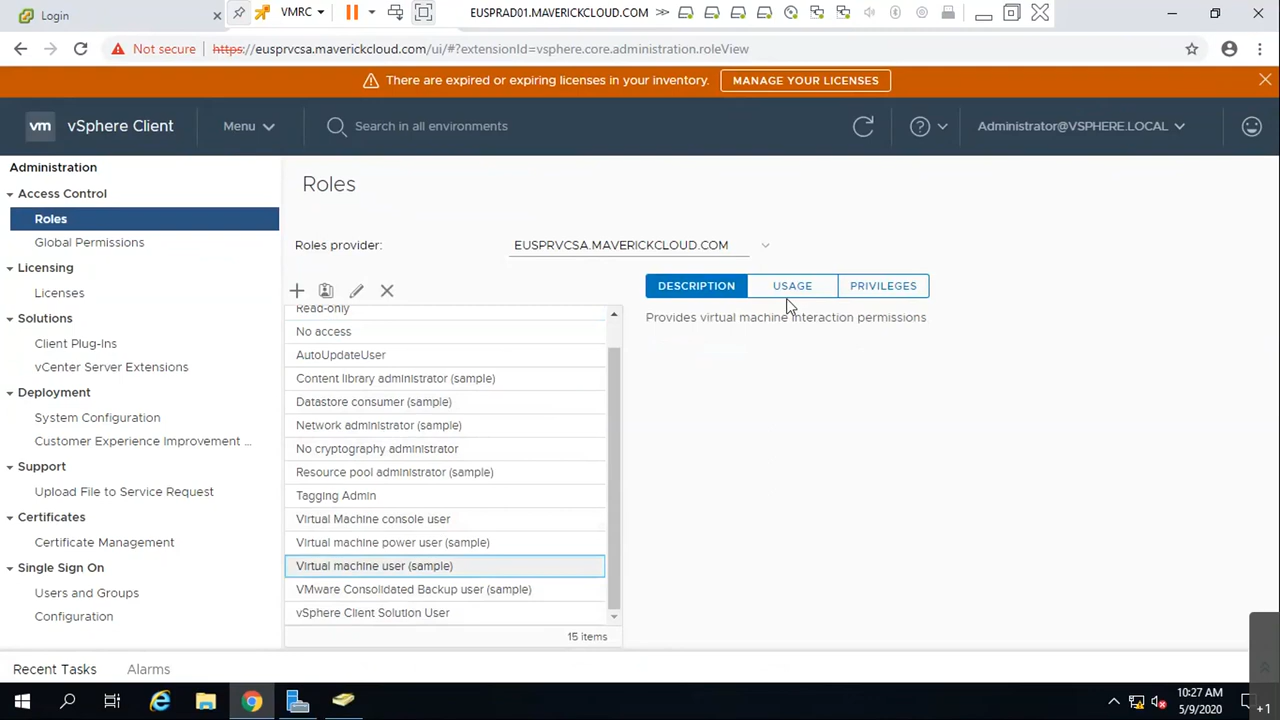 Login
VMRC
EUSPRAD01.MAVERICKCLOUD.COM
Not secure
https://eusprvcsa.maverickcloud.com/ui/#?extensionId=vsphere.core.administration.roleView
There are expired or expiring licenses in your inventory.
MANAGE YOUR LICENSES
vm
vSphere Client
Menu
Search in all environments
Administrator@VSPHERE.LOCAL
Administration
Access Control
Roles
Global Permissions
Licensing
Licenses
Solutions
Client Plug-Ins
vCenter Server Extensions
Deployment
System Configuration
Customer Experience Improvement ...
Support
Upload File to Service Request
Certificates
Certificate Management
Single Sign On
Users and Groups
Configuration
Roles
Roles provider:
EUSPRVCSA.MAVERICKCLOUD.COM
Read-only
No access
AutoUpdateUser
Content library administrator (sample)
Datastore consumer (sample)
Network administrator (sample)
No cryptography administrator
Resource pool administrator (sample)
Tagging Admin
Virtual Machine console user
Virtual machine power user (sample)
Virtual machine user (sample)
VMware Consolidated Backup user (sample)
vSphere Client Solution User
15 items
DESCRIPTION
USAGE
PRIVILEGES
Provides virtual machine interaction permissions
Recent Tasks
Alarms
10:27 AM
5/9/2020
+1